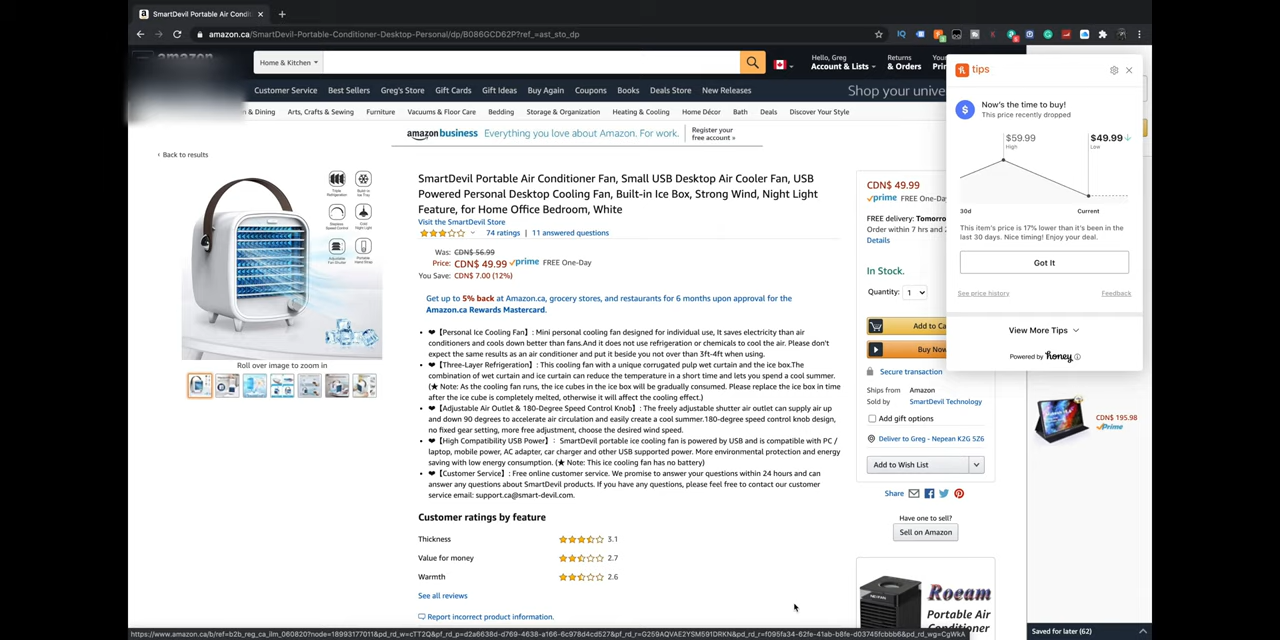 SmartDevil Portable Air Condit
amazon.ca/SmartDevil-Portable-Conditioner-Desktop-Personal/dp/B086GCD62P?ref_=ast_sto_dp
Home & Kitchen
Hello, Greg
Account & Lists
Returns
& Orders
Customer Service
Best Sellers
Greg's Store
Gift Cards
Gift Ideas
Buy Again
Coupons
Books
Deals Store
New Releases
Shop your unive
n & Dining
Arts, Crafts & Sewing
Furniture
Vacuums & Floor Care
Bedding
Storage & Organization
Heating & Cooling
Home Décor
Bath
Deals
Discover Your Style
amazonbusiness
Everything you love about Amazon. For work.
Register your
free account »
‹ Back to results
Roll over image to zoom in
SmartDevil Portable Air Conditioner Fan, Small USB Desktop Air Cooler Fan, USB
Powered Personal Desktop Cooling Fan, Built-in Ice Box, Strong Wind, Night Light
Feature, for Home Office Bedroom, White
Visit the SmartDevil Store
74 ratings | 11 answered questions
Was: CDN$ 56.99
Price: CDN$ 49.99 prime FREE One-Day
You Save: CDN$ 7.00 (12%)
Get up to 5% back at Amazon.ca, grocery stores, and restaurants for 6 months upon approval for the
Amazon.ca Rewards Mastercard.
• ❤【Personal Ice Cooling Fan】: Mini personal cooling fan designed for individual use, It saves electricity than air
conditioners and cools down better than fans.And it does not use refrigeration or chemicals to cool the air. Please don't
expect the same results as an air conditioner and put it beside you not over than 3ft-4ft when using.
• ❤【Three-Layer Refrigeration】: This cooling fan with a unique corrugated pulp wet curtain and the ice box.The
combination of wet curtain and ice curtain can reduce the temperature in a short time and lets you spend a cool summer.
(★ Note: As the cooling fan runs, the ice cubes in the ice box will be gradually consumed. Please replace the ice box in time
after the ice cube is completely melted, otherwise it will affect the cooling effect.)
• ❤【Adjustable Air Outlet & 180-Degree Speed Control Knob】: The freely adjustable shutter air outlet can supply air up
and down 90 degrees to accelerate air circulation and easily create a cool summer.180-degree speed control knob design,
no fixed gear setting, more free adjustment, choose the desired wind speed.
• ❤【High Compatibility USB Power】: SmartDevil portable ice cooling fan is powered by USB and is compatible with PC /
laptop, mobile power, AC adapter, car charger and other USB supported power. More environmental protection and energy
saving with low energy consumption. (★ Note: This ice cooling fan has no battery)
• ❤【Customer Service】: Free online customer service. We promise to answer your questions within 24 hours and can
answer any questions about SmartDevil products. If you have any questions, please feel free to contact our customer
service email: support.ca@smart-devil.com.
Customer ratings by feature
Thickness 3.1
Value for money 2.7
Warmth 2.6
See all reviews
Report incorrect product information.
CDN$ 49.99
prime FREE One-Da
FREE delivery: Tomorro
Order within 7 hrs and 2
Details
In Stock.
Quantity: 1
Add to Ca
Buy Now
Secure transaction
Ships from Amazon
Sold by SmartDevil Technology
Add gift options
Deliver to Greg - Nepean K2G 5Z6
Add to Wish List
Share
Have one to sell?
Sell on Amazon
Roeam
Portable Air
Conditioner
tips
Now's the time to buy!
This price recently dropped
$59.99
High
$49.99
Low
30d
Current
This item's price is 17% lower than it's been in the
last 30 days. Nice timing! Enjoy your deal.
Got It
See price history
Feedback
View More Tips
Powered by honey
CDN$ 195.98
prime
Saved for later (62)